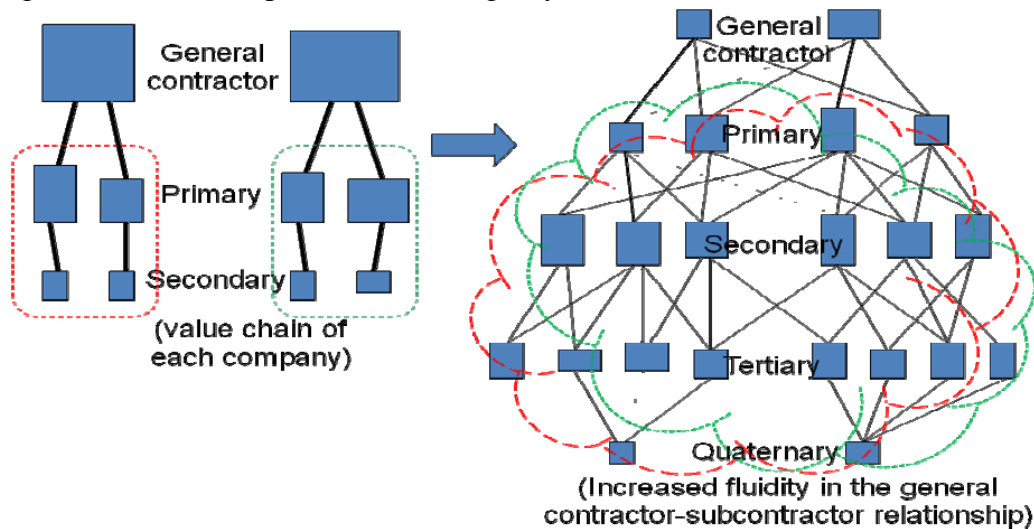 General
contractor
Primary
Secondary
(value chain of
each company)
General
contractor
Primary
Secondary
Tertiary
Quaternary
(Increased fluidity in the general
contractor-subcontractor relationship)